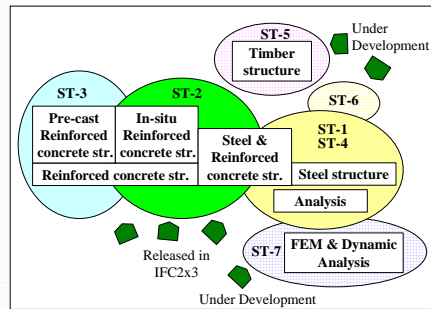 ST-5
Timber
structure
Under
Development
ST-3
ST-2
ST-6
Pre-cast
Reinforced
concrete str.
In-situ
Reinforced
concrete str.
Reinforced concrete str.
Steel &
Reinforced
concrete str.
ST-1
ST-4
Steel structure
Analysis
Released in
IFC2x3
ST-7
FEM & Dynamic
Analysis
Under Development